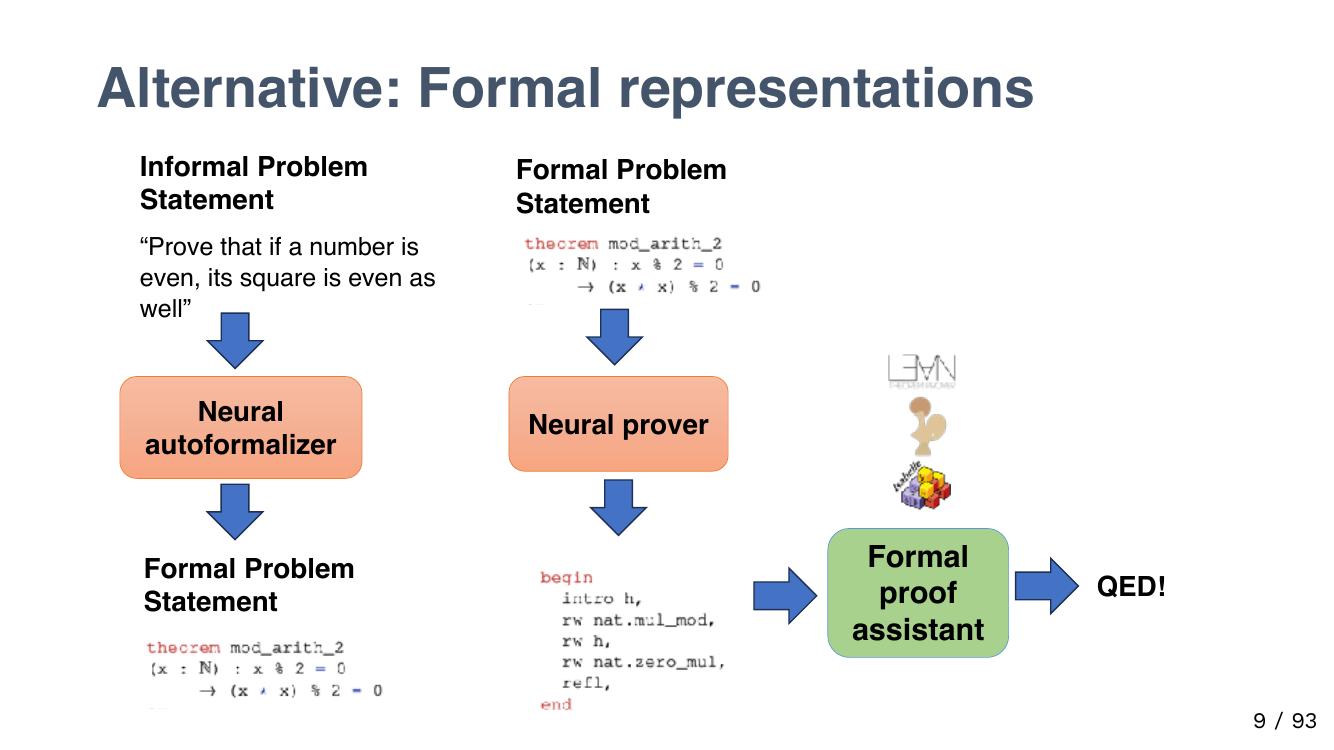 Alternative: Formal representations
Informal Problem
Statement
“Prove that if a number is
even, its square is even as
well”
Neural
autoformalizer
Formal Problem
Statement
theorem mod_arith_2
(x : ℕ) : x % 2 = 0
→ (x * x) % 2 = 0
Formal Problem
Statement
theorem mod_arith_2
(x : ℕ) : x % 2 = 0
→ (x * x) % 2 = 0
Neural prover
begin
intro h,
rw nat.mul_mod,
rw h,
rw nat.zero_mul,
refl,
end
L∃∀N
THEOREM PROVER
Isabelle
Formal
proof
assistant
QED!
9 / 93